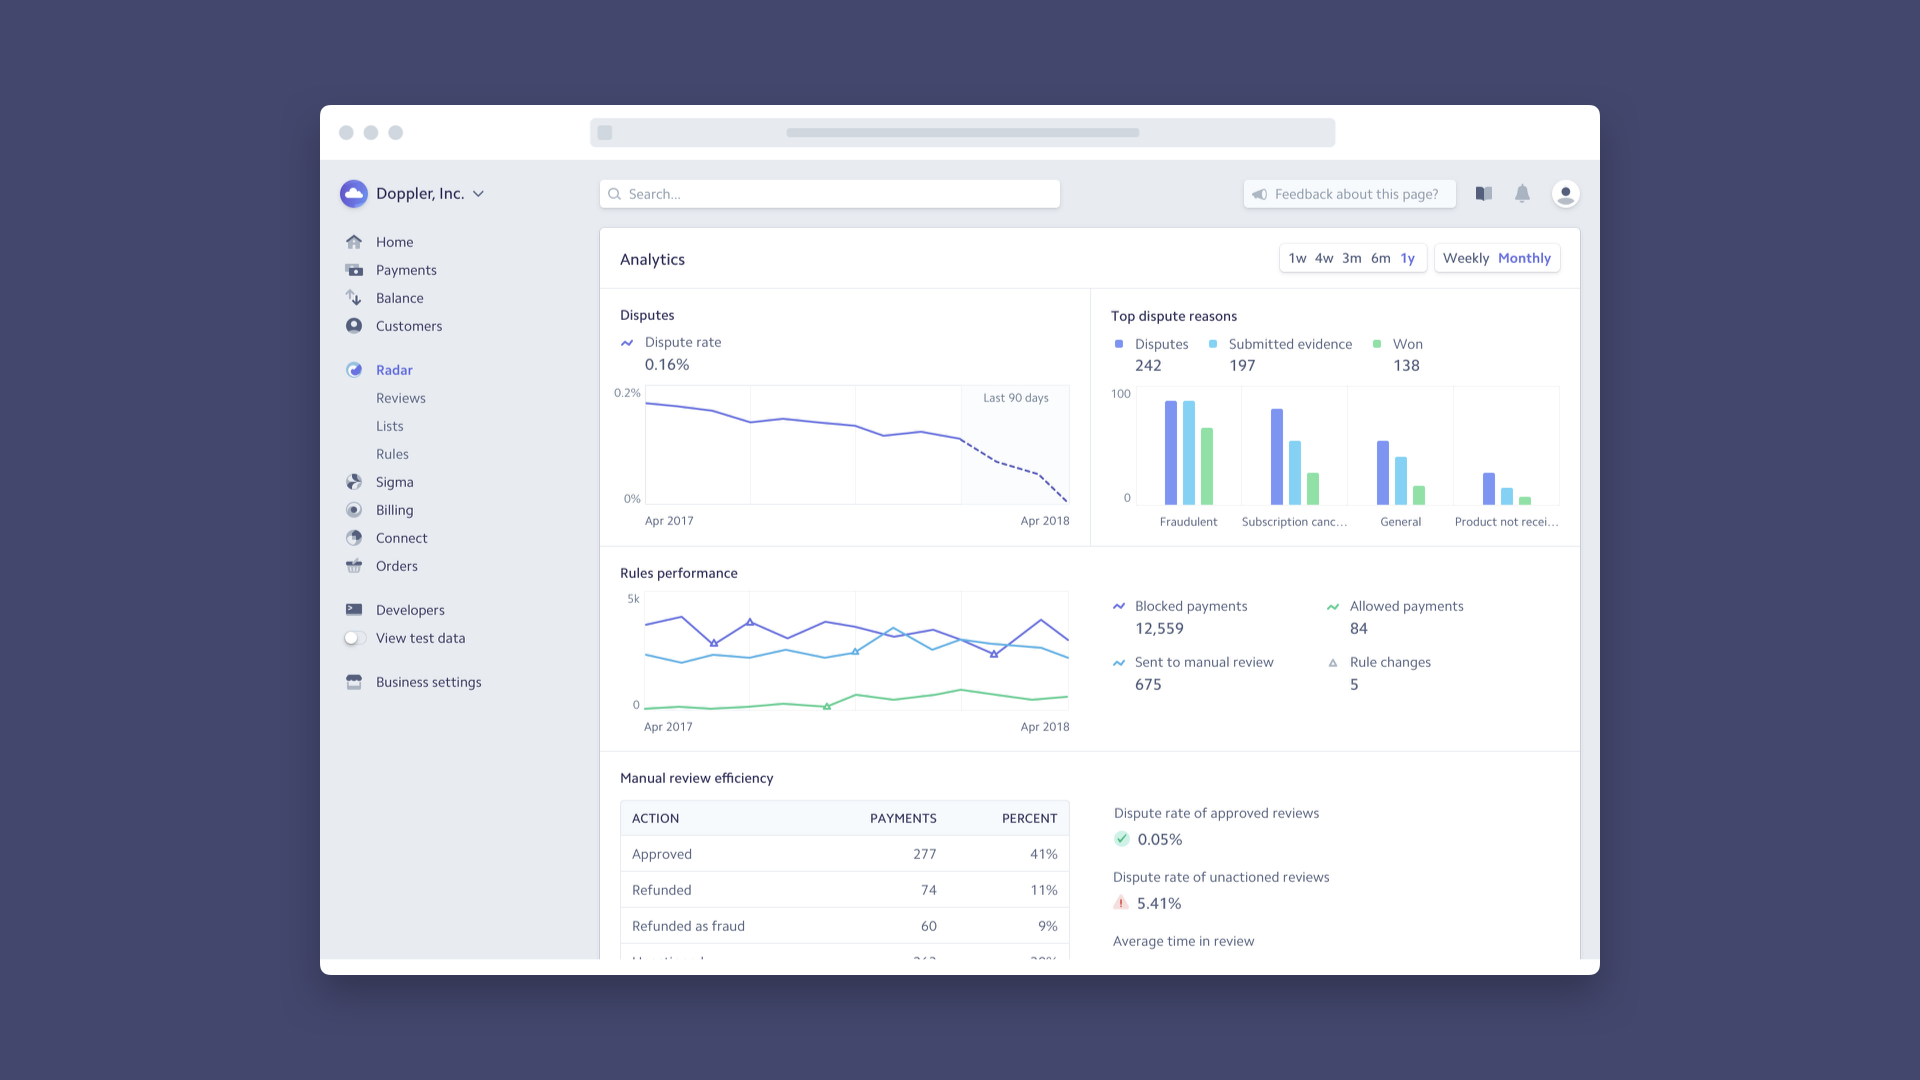 Doppler, Inc.
Search...
Feedback about this page?
Home
Payments
Balance
Customers
Radar
Reviews
Lists
Rules
Sigma
Billing
Connect
Orders
Developers
View test data
Business settings
Analytics
1w 4w 3m 6m 1y
Weekly Monthly
Disputes
Dispute rate
0.16%
0.2%
Last 90 days
0%
Apr 2017
Apr 2018
Top dispute reasons
Disputes Submitted evidence Won
242 197 138
100
0
Fraudulent Subscription canc... General Product not recei...
Rules performance
5k
0
Apr 2017
Apr 2018
Blocked payments
12,559
Allowed payments
84
Sent to manual review
675
Rule changes
5
Manual review efficiency
ACTION PAYMENTS PERCENT
Approved 277 41%
Refunded 74 11%
Refunded as fraud 60 9%
Dispute rate of approved reviews
0.05%
Dispute rate of unactioned reviews
5.41%
Average time in review